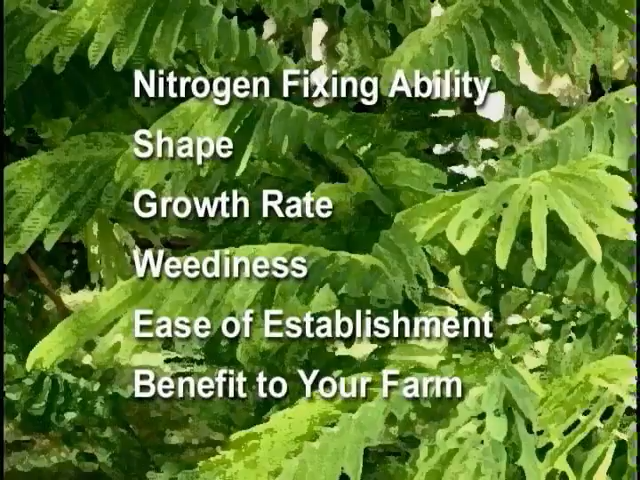 Nitrogen Fixing Ability
Shape
Growth Rate
Weediness
Ease of Establishment
Benefit to Your Farm